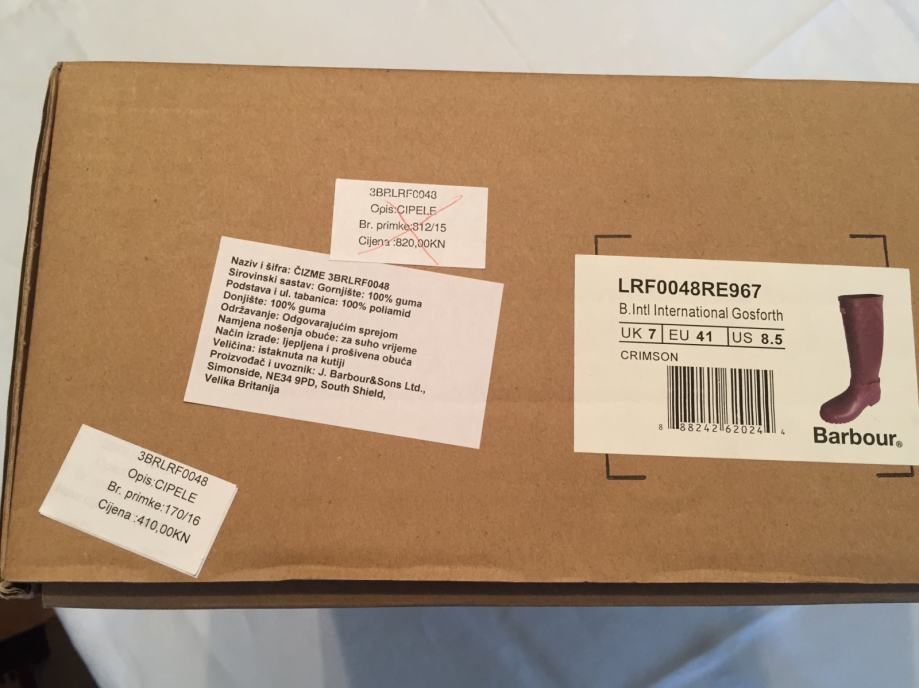 3BRLRF0048
Opis:CIPELE
Br. primke:312/15
Cijena :820,00KN
Naziv i šifra: ČIZME 3BRLRF0048
Sirovinski sastav: Gornjište: 100% guma
Podstava i ul. tabanica: 100% poliamid
Donjište: 100% guma
Održavanje: Odgovarajućim sprejom
Namjena nošenja obuće: za suho vrijeme
Način izrade: ljepljena i prošivena obuća
Veličina: istaknuta na kutiji
Proizvođač i uvoznik: J. Barbour&Sons Ltd.,
Simonside, NE34 9PD, South Shield,
Velika Britanija
3BRLRF0048
Opis:CIPELE
Br. primke:170/16
Cijena :410,00KN
LRF0048RE967
B.Intl International Gosforth
UK 7 EU 41 US 8.5
CRIMSON
8 88242 62024 4
Barbour®